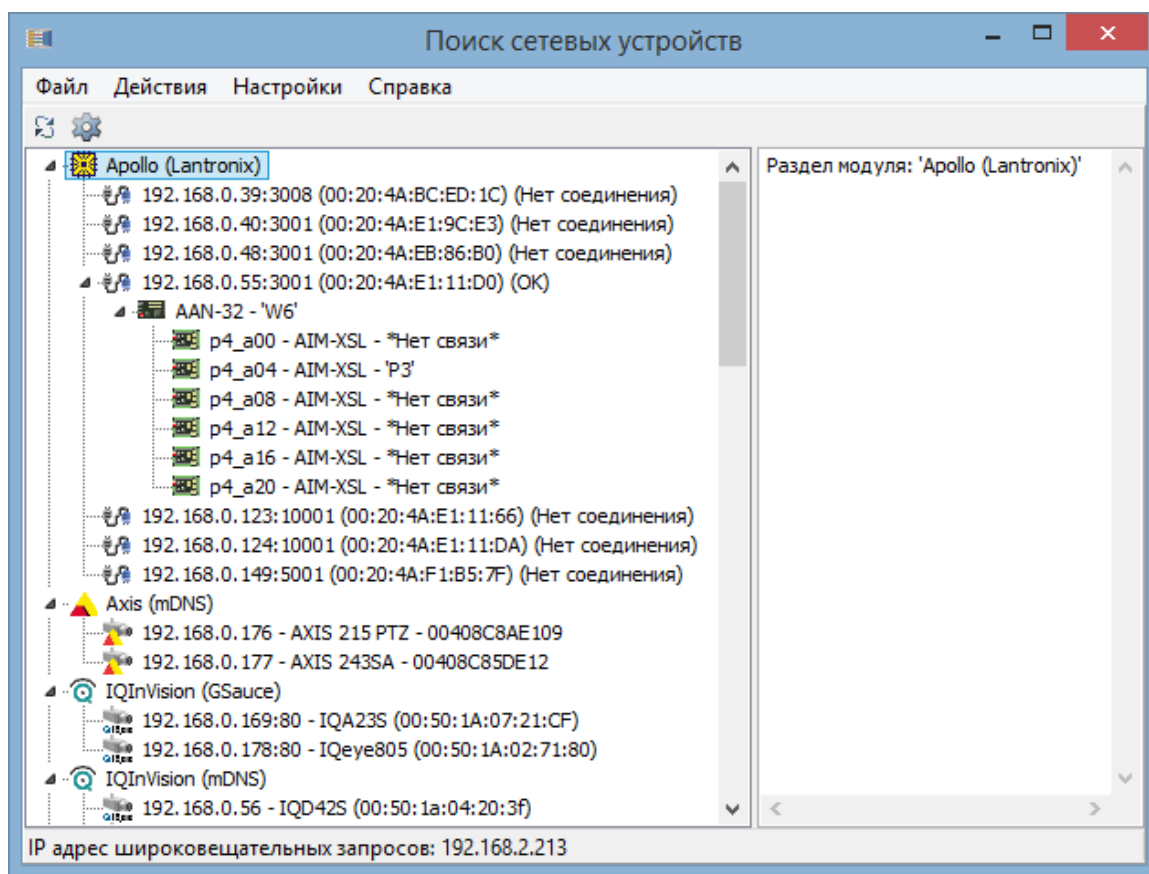 Поиск сетевых устройств
Файл Действия Настройки Справка
Apollo (Lantronix)
192.168.0.39:3008 (00:20:4A:BC:ED:1C) (Нет соединения)
192.168.0.40:3001 (00:20:4A:E1:9C:E3) (Нет соединения)
192.168.0.48:3001 (00:20:4A:EB:86:B0) (Нет соединения)
192.168.0.55:3001 (00:20:4A:E1:11:D0) (OK)
AAN-32 - 'W6'
p4_a00 - AIM-XSL - *Нет связи*
p4_a04 - AIM-XSL - 'P3'
p4_a08 - AIM-XSL - *Нет связи*
p4_a12 - AIM-XSL - *Нет связи*
p4_a16 - AIM-XSL - *Нет связи*
p4_a20 - AIM-XSL - *Нет связи*
192.168.0.123:10001 (00:20:4A:E1:11:66) (Нет соединения)
192.168.0.124:10001 (00:20:4A:E1:11:DA) (Нет соединения)
192.168.0.149:5001 (00:20:4A:F1:B5:7F) (Нет соединения)
Axis (mDNS)
192.168.0.176 - AXIS 215 PTZ - 00408C8AE109
192.168.0.177 - AXIS 243SA - 00408C85DE12
IQInVision (GSauce)
192.168.0.169:80 - IQA23S (00:50:1A:07:21:CF)
192.168.0.178:80 - IQeye805 (00:50:1A:02:71:80)
IQInVision (mDNS)
192.168.0.56 - IQD42S (00:50:1a:04:20:3f)
Раздел модуля: 'Apollo (Lantronix)'
IP адрес широковещательных запросов: 192.168.2.213